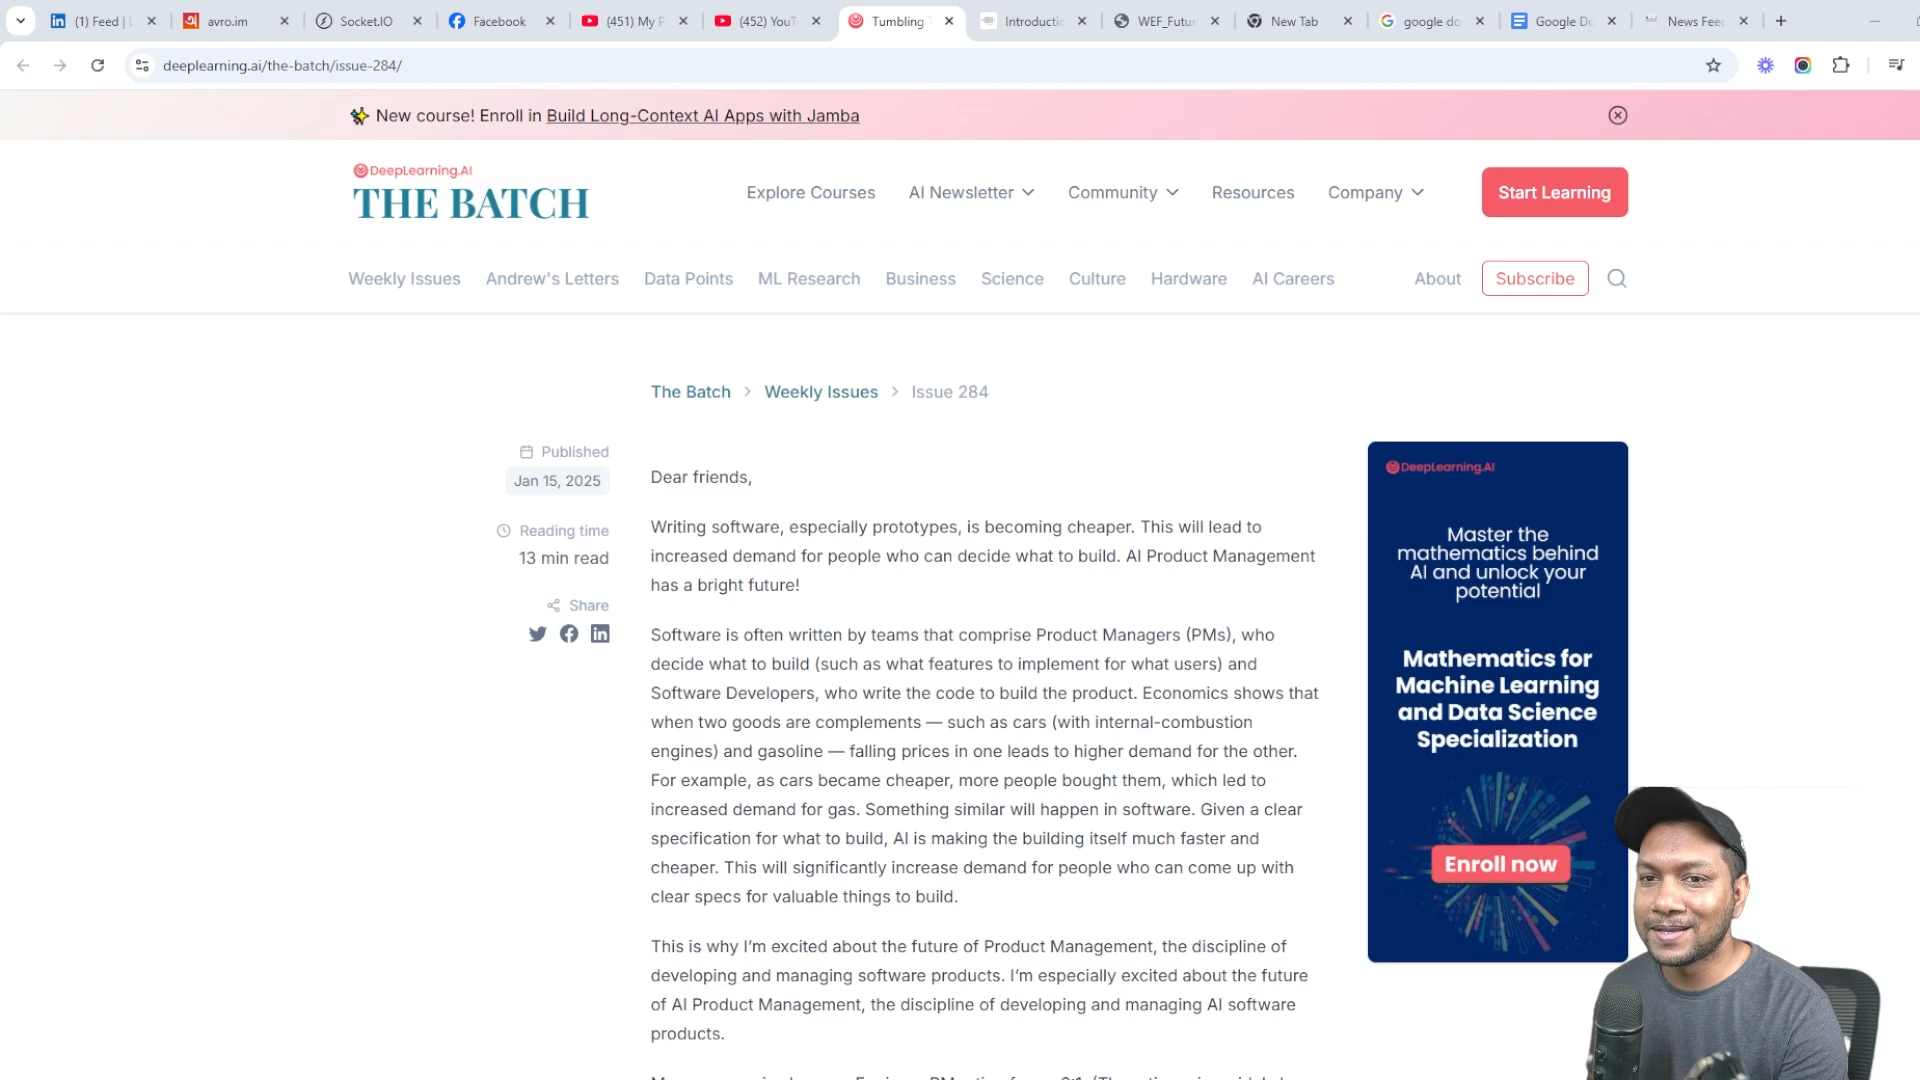 (1) Feed | L
avro.im
Socket.IO
Facebook
(451) My P
(452) YouT
Tumbling T
Introductio
WEF_Futur
New Tab
google do
Google Do
News Feed
deeplearning.ai/the-batch/issue-284/
New course! Enroll in Build Long-Context AI Apps with Jamba
DeepLearning.AI
THE BATCH
Explore Courses
AI Newsletter
Community
Resources
Company
Start Learning
Weekly Issues
Andrew's Letters
Data Points
ML Research
Business
Science
Culture
Hardware
AI Careers
About
Subscribe
The Batch > Weekly Issues > Issue 284
Published
Jan 15, 2025
Reading time
13 min read
Share
Dear friends,
Writing software, especially prototypes, is becoming cheaper. This will lead to
increased demand for people who can decide what to build. AI Product Management
has a bright future!
Software is often written by teams that comprise Product Managers (PMs), who
decide what to build (such as what features to implement for what users) and
Software Developers, who write the code to build the product. Economics shows that
when two goods are complements — such as cars (with internal-combustion
engines) and gasoline — falling prices in one leads to higher demand for the other.
For example, as cars became cheaper, more people bought them, which led to
increased demand for gas. Something similar will happen in software. Given a clear
specification for what to build, AI is making the building itself much faster and
cheaper. This will significantly increase demand for people who can come up with
clear specs for valuable things to build.
This is why I'm excited about the future of Product Management, the discipline of
developing and managing software products. I'm especially excited about the future
of AI Product Management, the discipline of developing and managing AI software
products.
DeepLearning.AI
Master the
mathematics behind
AI and unlock your
potential
Mathematics for
Machine Learning
and Data Science
Specialization
Enroll now